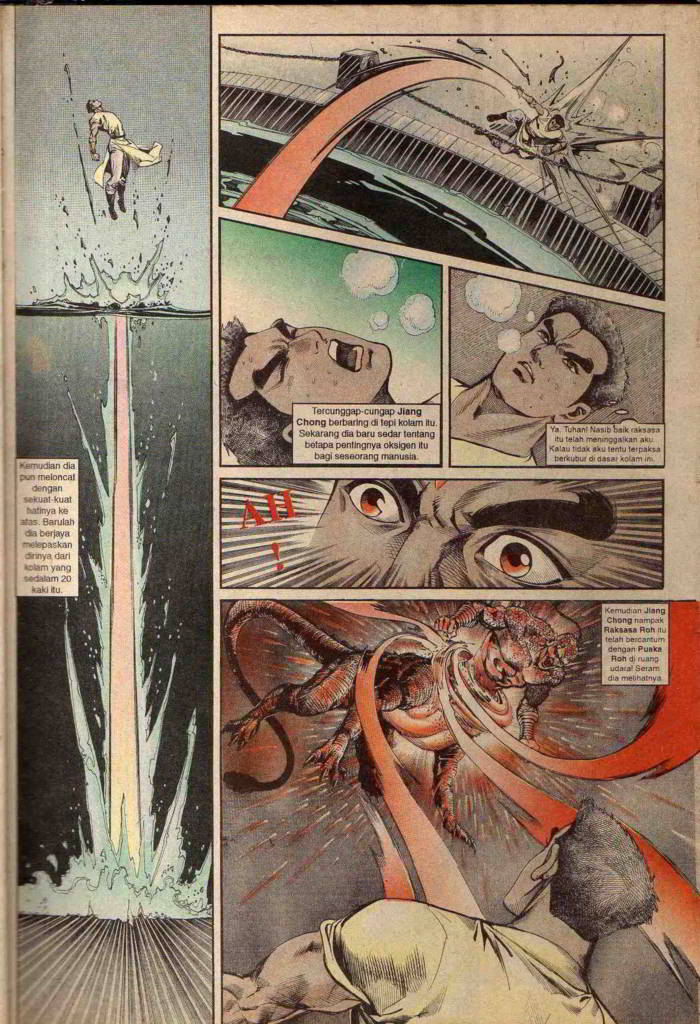 Kemudian dia
pun meloncat
dengan
sekuat-kuat
hatinya ke
atas. Barulah
dia berjaya
melepaskan
dirinya dari
kolam yang
sedalam 20
kaki itu.
Tercunggap-cungap Jiang
Chong berbaring di tepi kolam itu.
Sekarang dia baru sedar tentang
betapa pentingnya oksigen itu
bagi seseorang manusia.
Ya, Tuhan! Nasib baik raksasa
itu telah meninggalkan aku.
Kalau tidak aku tentu terpaksa
berkubur di dasar kolam ini.
AH
!
Kemudian Jiang
Chong nampak
Raksasa Roh itu
telah bercantum
dengan Puaka
Roh di ruang
udara! Seram
dia melihatnya.